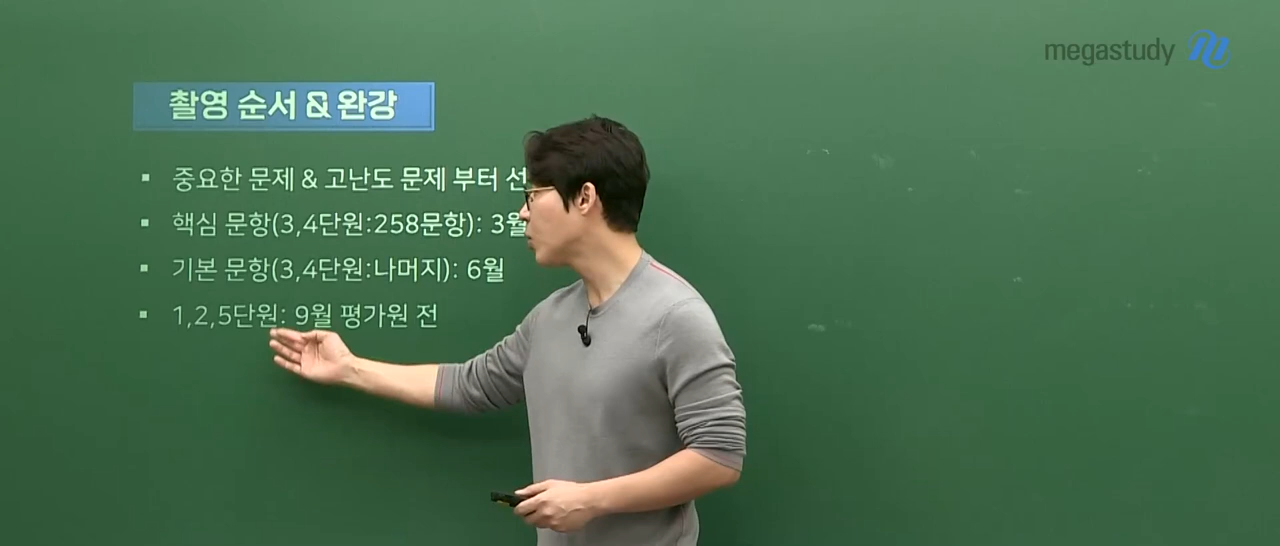 megastudy
촬영 순서 & 완강
▪ 중요한 문제 & 고난도 문제 부터 선
▪ 핵심 문항(3,4단원:258문항): 3월
▪ 기본 문항(3,4단원:나머지): 6월
▪ 1,2,5단원: 9월 평가원 전